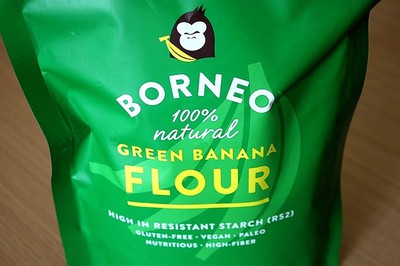 BORNEO
100%
natural
GREEN BANANA
FLOUR
HIGH IN RESISTANT STARCH (RS2)
GLUTEN-FREE • VEGAN • PALEO
NUTRITIOUS • HIGH-FIBER